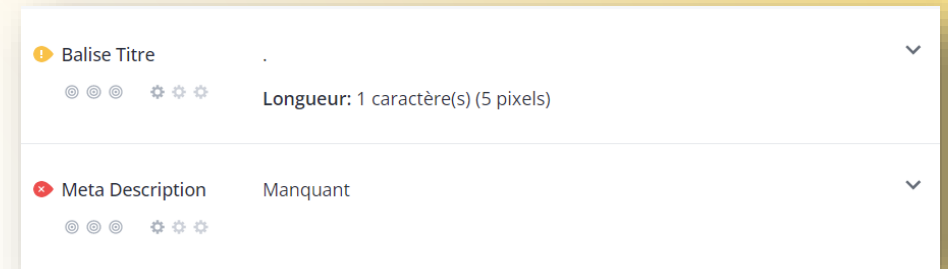 Balise Titre
.
Longueur: 1 caractère(s) (5 pixels)
Meta Description
Manquant